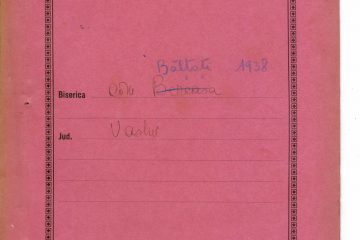 Băltați 1938
Biserica
Jud. Vaslui